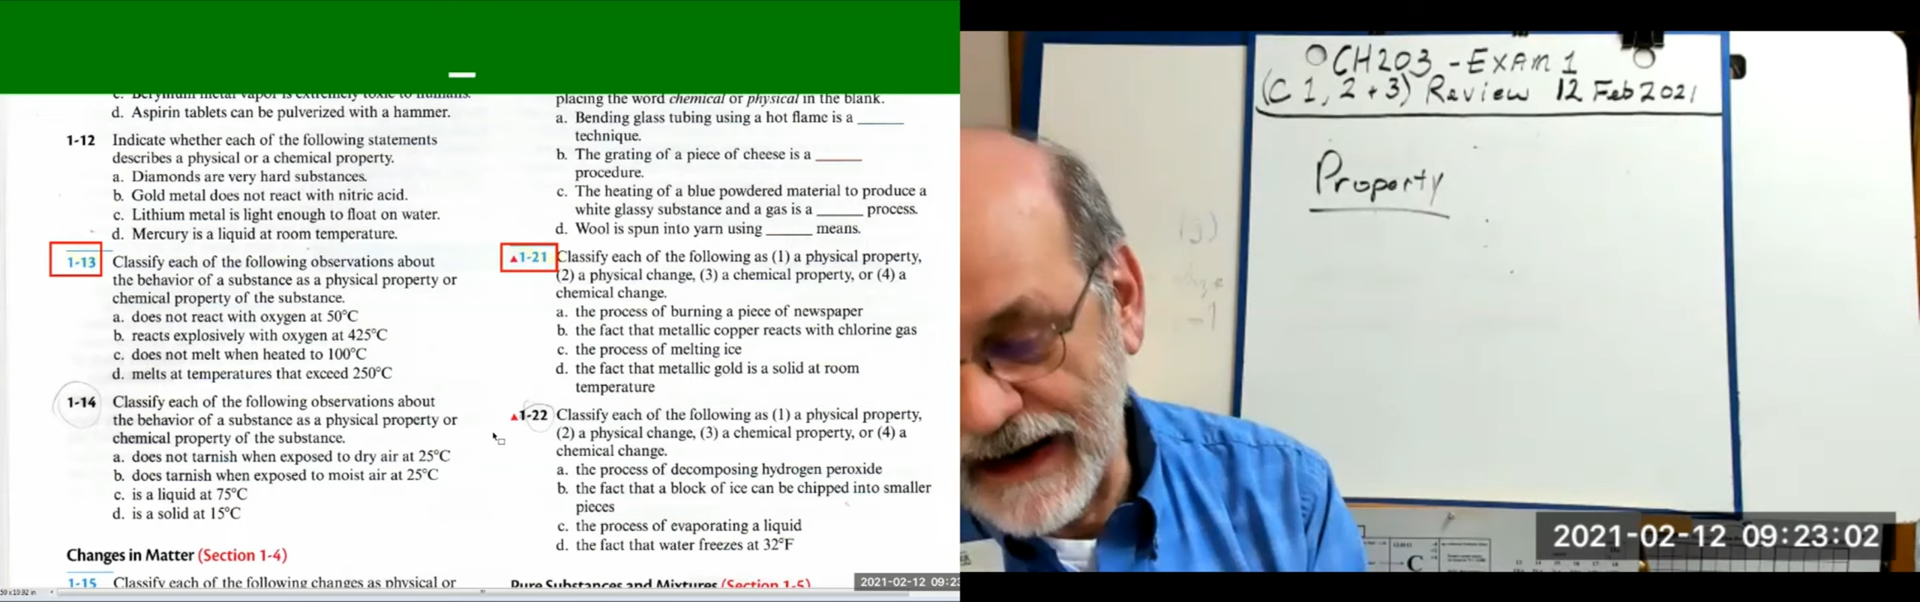 d. Aspirin tablets can be pulverized with a hammer.
1-12 Indicate whether each of the following statements
describes a physical or a chemical property.
a. Diamonds are very hard substances.
b. Gold metal does not react with nitric acid.
c. Lithium metal is light enough to float on water.
d. Mercury is a liquid at room temperature.
1-13 Classify each of the following observations about
the behavior of a substance as a physical property or
chemical property of the substance.
a. does not react with oxygen at 50°C
b. reacts explosively with oxygen at 425°C
c. does not melt when heated to 100°C
d. melts at temperatures that exceed 250°C
1-14 Classify each of the following observations about
the behavior of a substance as a physical property or
chemical property of the substance.
a. does not tarnish when exposed to dry air at 25°C
b. does tarnish when exposed to moist air at 25°C
c. is a liquid at 75°C
d. is a solid at 15°C
Changes in Matter (Section 1-4)
1-15 Classify each of the following changes as physical or
placing the word chemical or physical in the blank.
a. Bending glass tubing using a hot flame is a ______
technique.
b. The grating of a piece of cheese is a ______
procedure.
c. The heating of a blue powdered material to produce a
white glassy substance and a gas is a ______ process.
d. Wool is spun into yarn using ______ means.
▲1-21 Classify each of the following as (1) a physical property,
(2) a physical change, (3) a chemical property, or (4) a
chemical change.
a. the process of burning a piece of newspaper
b. the fact that metallic copper reacts with chlorine gas
c. the process of melting ice
d. the fact that metallic gold is a solid at room
temperature
▲1-22 Classify each of the following as (1) a physical property,
(2) a physical change, (3) a chemical property, or (4) a
chemical change.
a. the process of decomposing hydrogen peroxide
b. the fact that a block of ice can be chipped into smaller
pieces
c. the process of evaporating a liquid
d. the fact that water freezes at 32°F
Pure Substances and Mixtures (Section 1-5)
2021-02-12 09:23
CH203 - EXAM 1
(C 1, 2 + 3) Review 12 Feb 2021
Property
C
2021-02-12 09:23:02